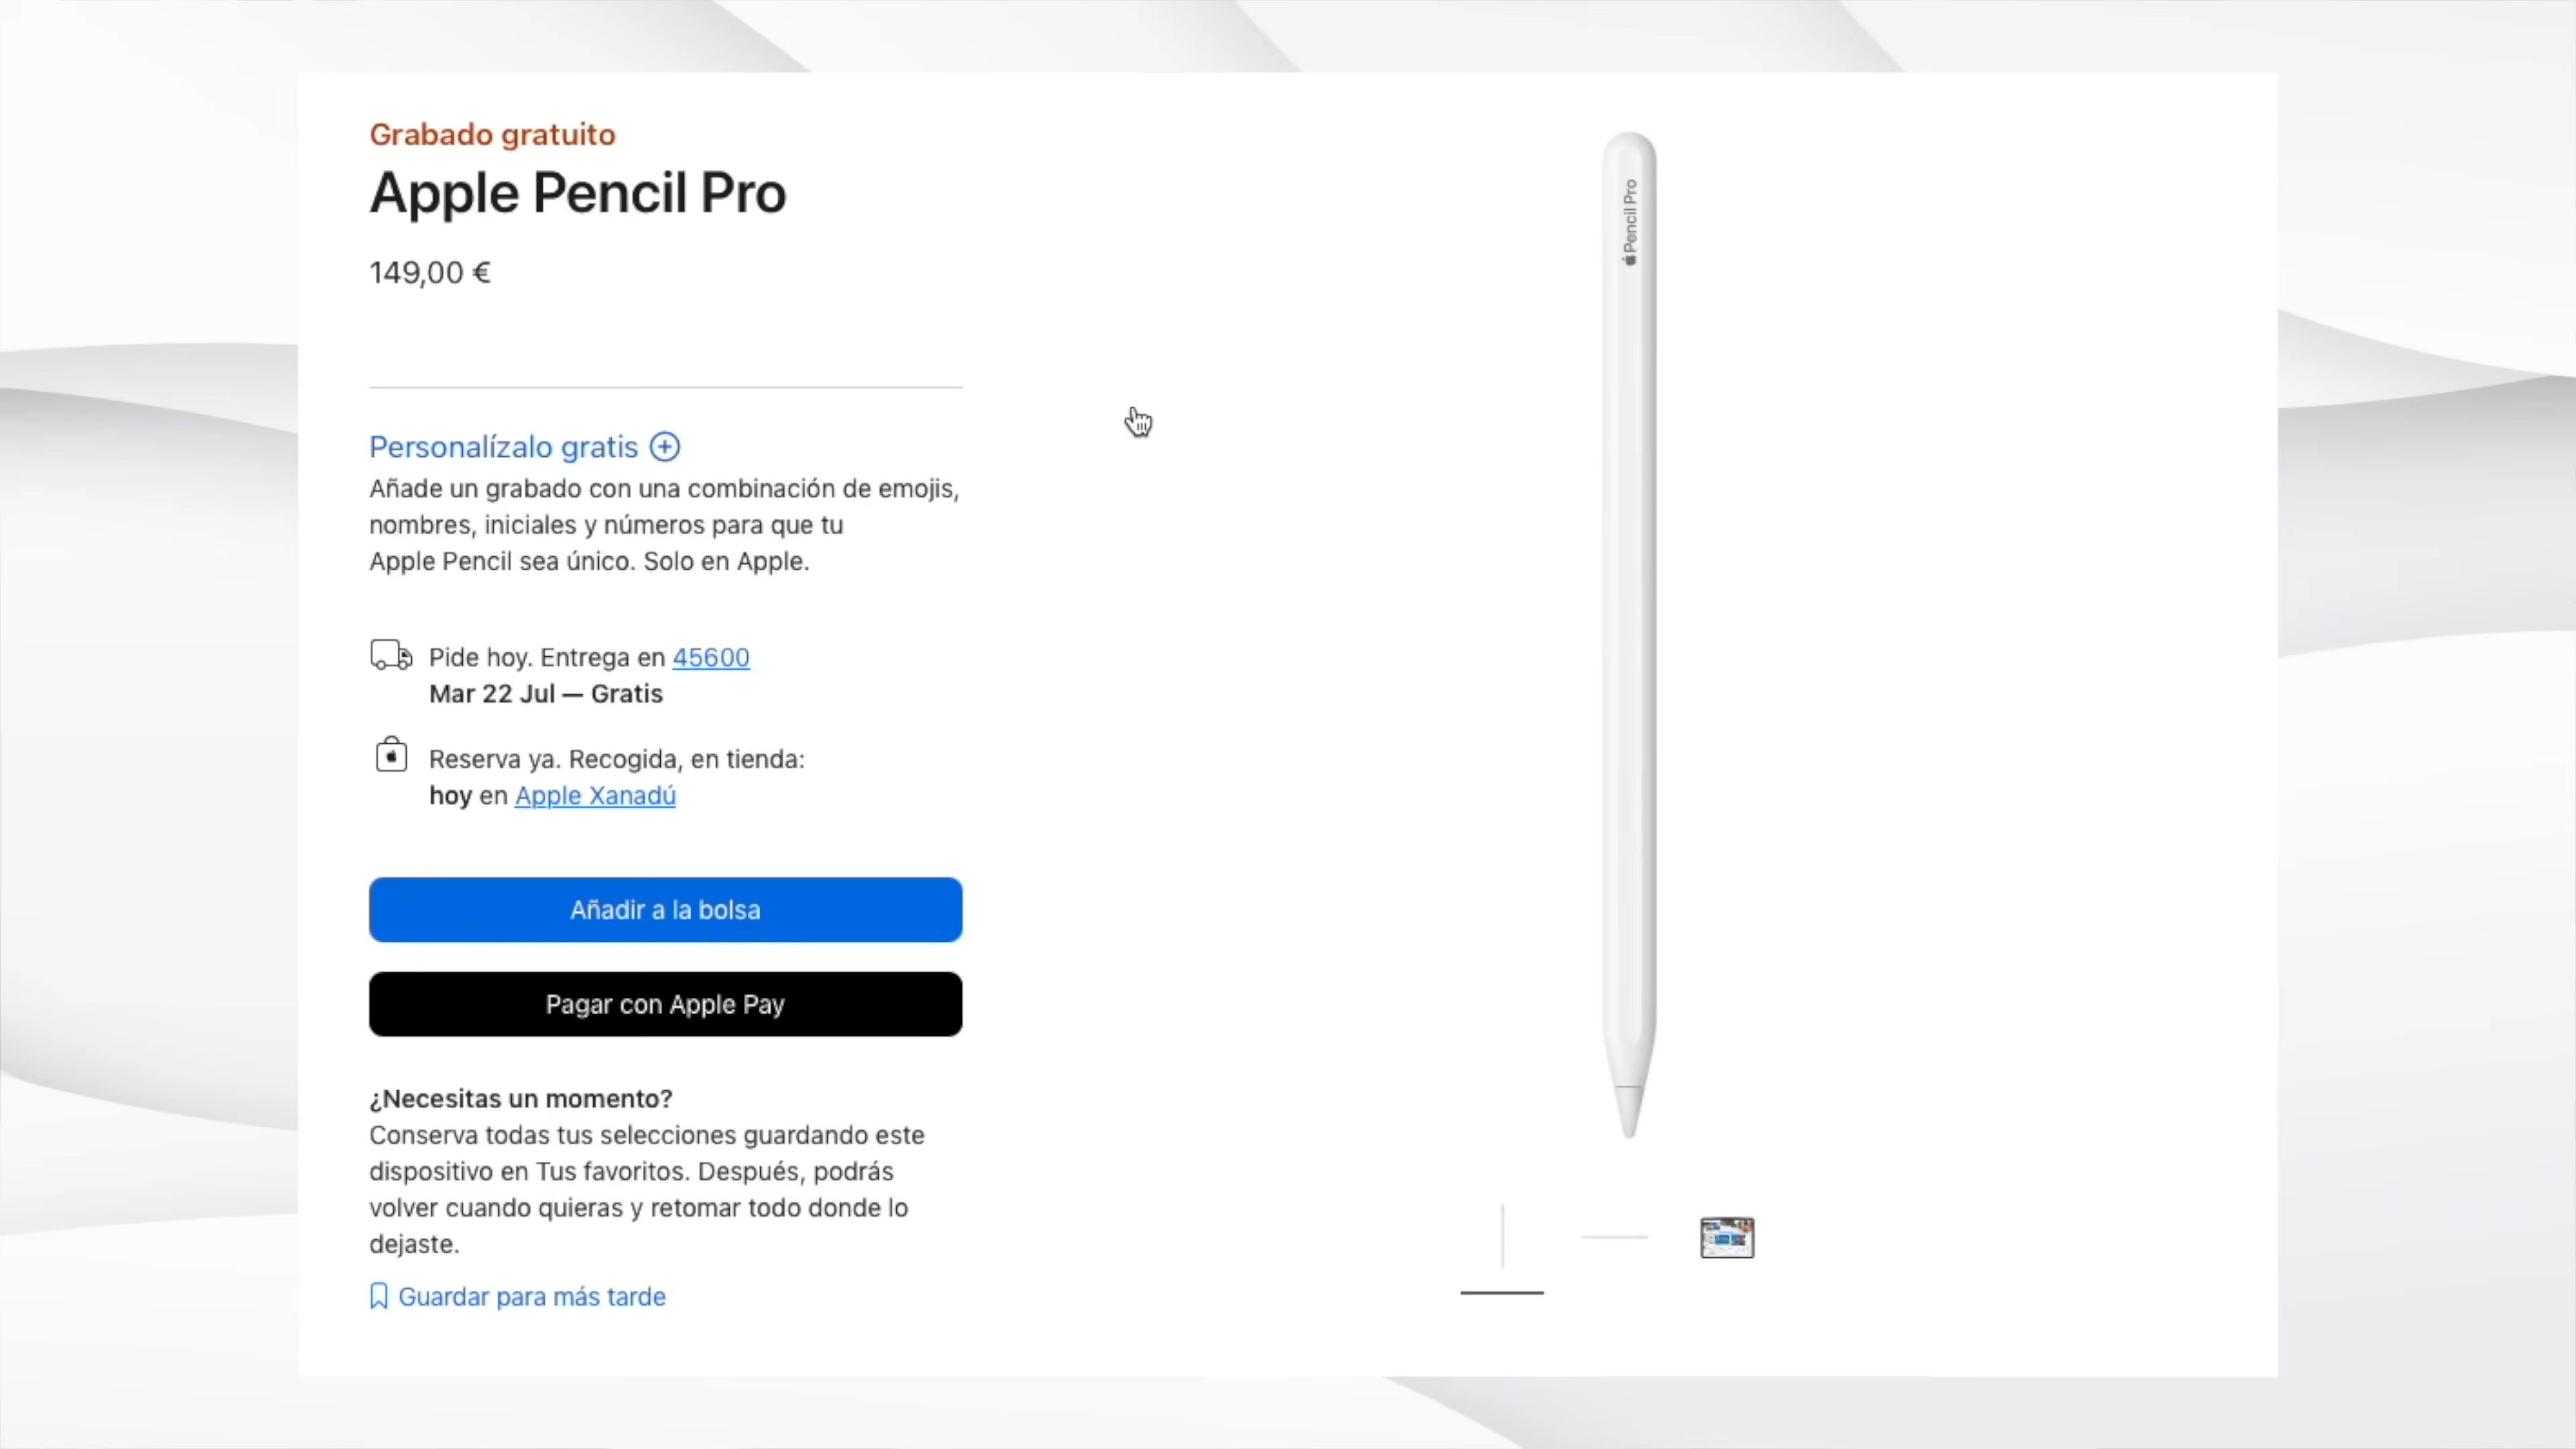 Grabado gratuito
Apple Pencil Pro
149,00 €
Personalízalo gratis
Añade un grabado con una combinación de emojis,
nombres, iniciales y números para que tu
Apple Pencil sea único. Solo en Apple.
Pide hoy. Entrega en 45600
Mar 22 Jul — Gratis
Reserva ya. Recogida, en tienda:
hoy en Apple Xanadú
Añadir a la bolsa
Pagar con Apple Pay
¿Necesitas un momento?
Conserva todas tus selecciones guardando este
dispositivo en Tus favoritos. Después, podrás
volver cuando quieras y retomar todo donde lo
dejaste.
Guardar para más tarde
Pencil Pro